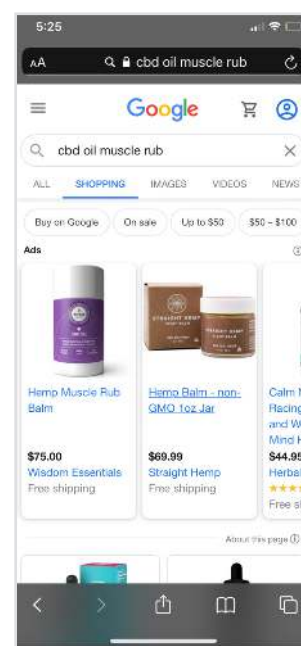 5:25
AA cbd oil muscle rub
Google
cbd oil muscle rub
ALL SHOPPING IMAGES VIDEOS NEWS
Buy on Google On sale Up to $50 $50 – $100
Ads
STRAIGHT HEMP
Hemp Muscle Rub
Balm
$75.00
Wisdom Essentials
Free shipping
Hemp Balm - non-
GMO 1oz Jar
$69.99
Straight Hemp
Free shipping
Calm
Racing
and W
Mind H
$44.95
Herbal
Free s
About this page